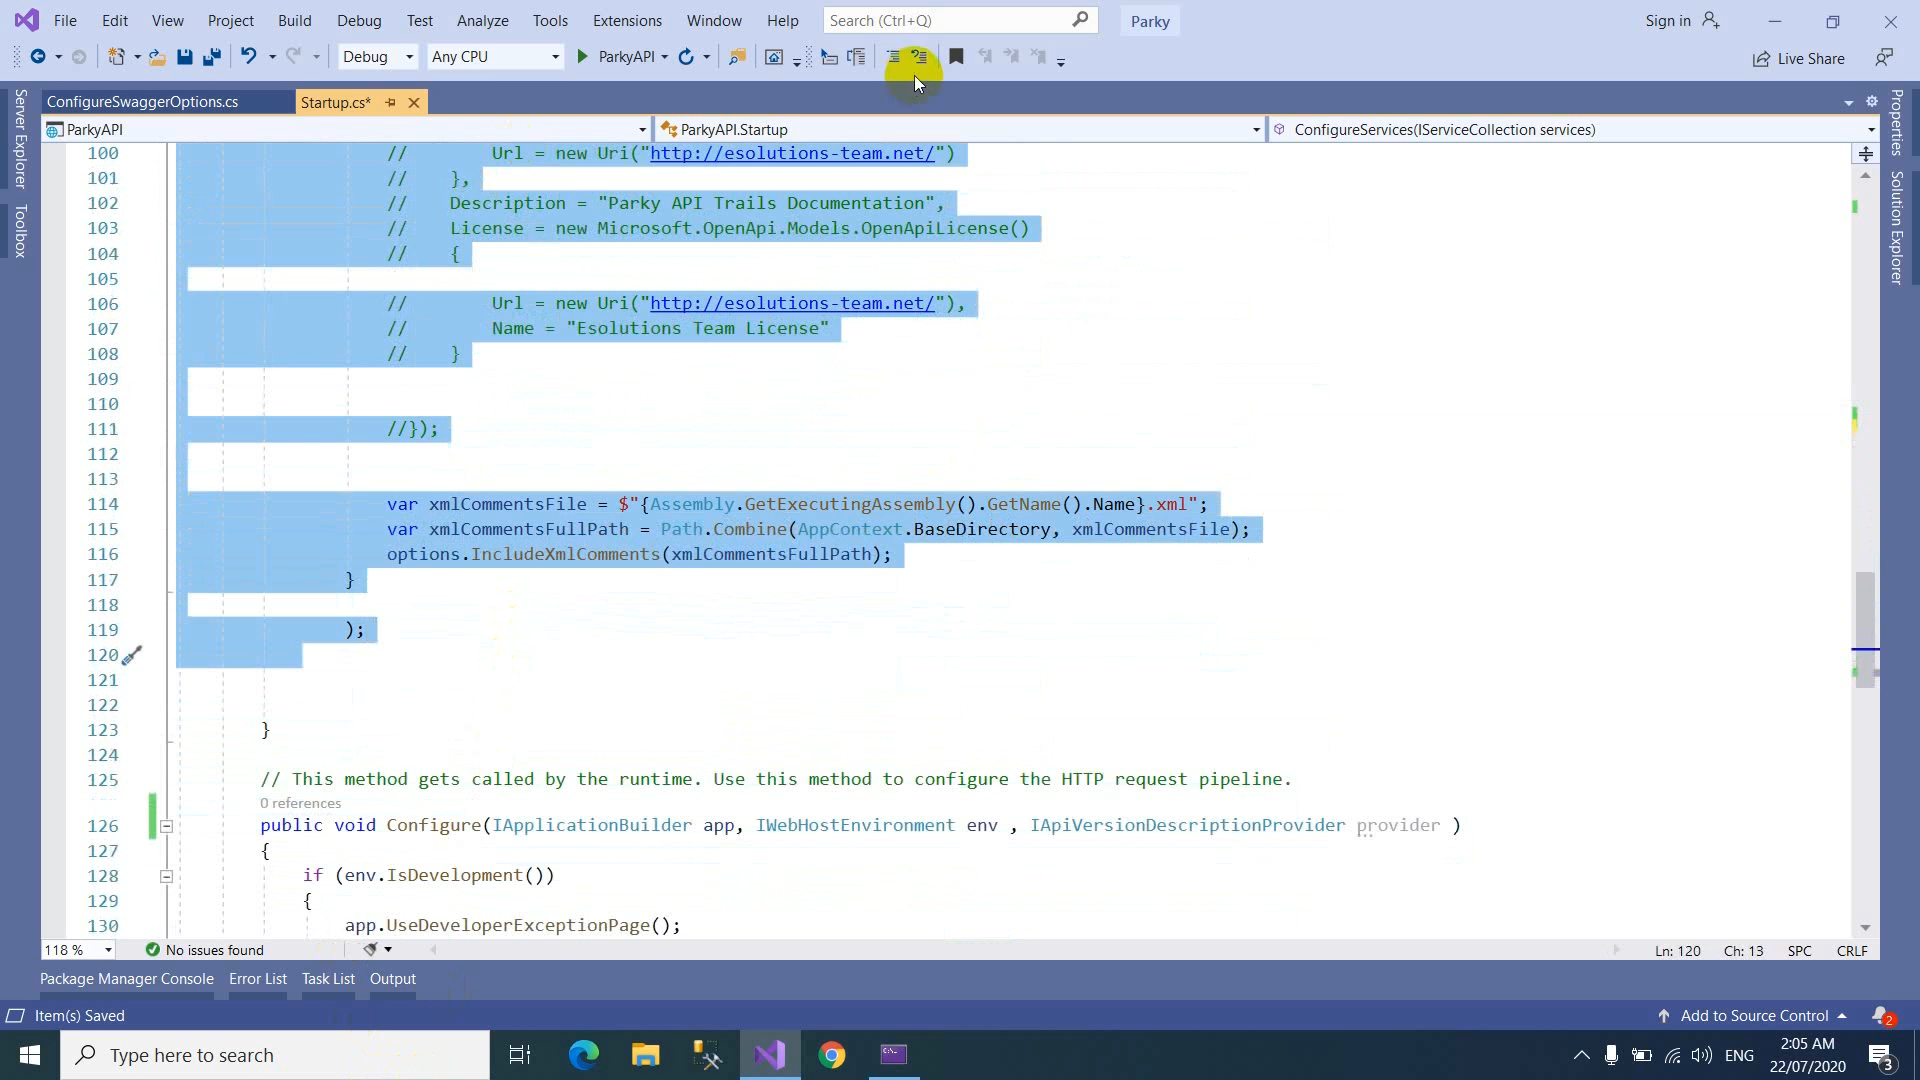 File Edit View Project Build Debug Test Analyze Tools Extensions Window Help Search (Ctrl+Q) Parky Sign in
Debug Any CPU ParkyAPI Live Share
ConfigureSwaggerOptions.cs Startup.cs*
ParkyAPI ParkyAPI.Startup ConfigureServices(IServiceCollection services)
Server Explorer
Toolbox
Properties
Solution Explorer
100 // Url = new Uri("http://esolutions-team.net/")
101 // },
102 // Description = "Parky API Trails Documentation",
103 // License = new Microsoft.OpenApi.Models.OpenApiLicense()
104 // {
105
106 // Url = new Uri("http://esolutions-team.net/"),
107 // Name = "Esolutions Team License"
108 // }
109
110
111 //});
112
113
114 var xmlCommentsFile = $"{Assembly.GetExecutingAssembly().GetName().Name}.xml";
115 var xmlCommentsFullPath = Path.Combine(AppContext.BaseDirectory, xmlCommentsFile);
116 options.IncludeXmlComments(xmlCommentsFullPath);
117 }
118
119 );
120
121
122
123 }
124
125 // This method gets called by the runtime. Use this method to configure the HTTP request pipeline.
0 references
126 public void Configure(IApplicationBuilder app, IWebHostEnvironment env , IApiVersionDescriptionProvider provider )
127 {
128 if (env.IsDevelopment())
129 {
130 app.UseDeveloperExceptionPage();
118 % No issues found Ln: 120 Ch: 13 SPC CRLF
Package Manager Console Error List Task List Output
Item(s) Saved Add to Source Control 2
Type here to search ENG 2:05 AM
22/07/2020 3